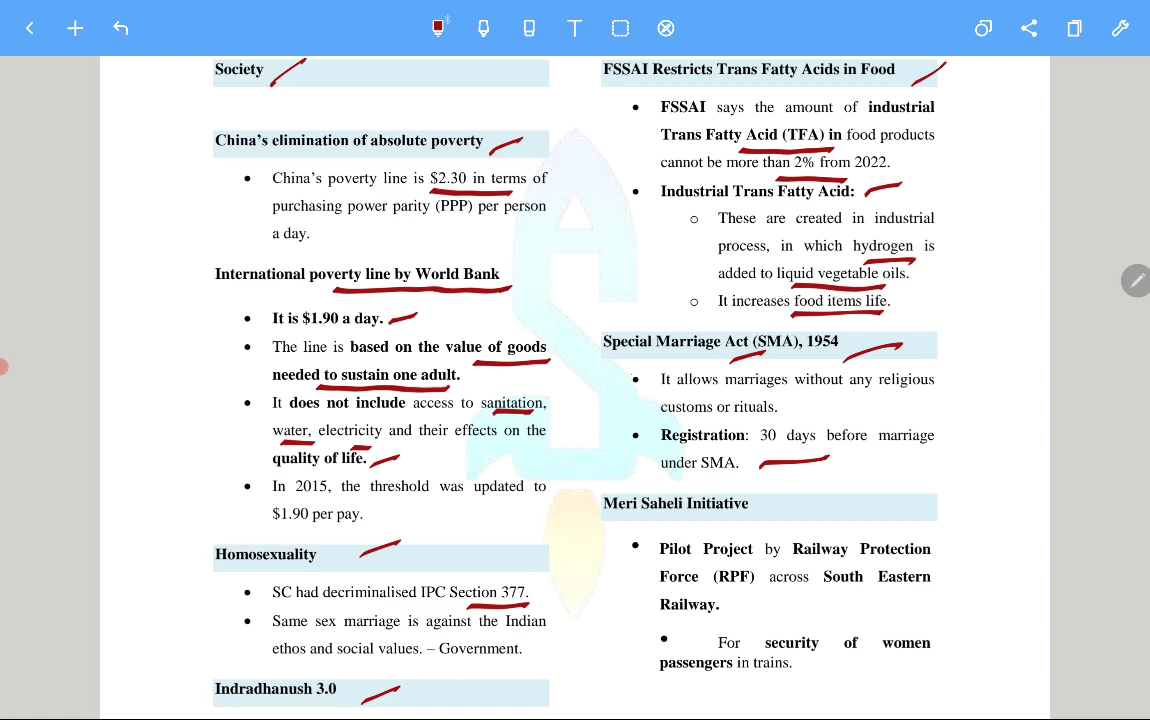 Society
China's elimination of absolute poverty
• China's poverty line is $2.30 in terms of
purchasing power parity (PPP) per person
a day.
International poverty line by World Bank
• It is $1.90 a day.
• The line is based on the value of goods
needed to sustain one adult.
• It does not include access to sanitation,
water, electricity and their effects on the
quality of life.
• In 2015, the threshold was updated to
$1.90 per pay.
Homosexuality
• SC had decriminalised IPC Section 377.
• Same sex marriage is against the Indian
ethos and social values. – Government.
Indradhanush 3.0
FSSAI Restricts Trans Fatty Acids in Food
• FSSAI says the amount of industrial
Trans Fatty Acid (TFA) in food products
cannot be more than 2% from 2022.
• Industrial Trans Fatty Acid:
o These are created in industrial
process, in which hydrogen is
added to liquid vegetable oils.
o It increases food items life.
Special Marriage Act (SMA), 1954
• It allows marriages without any religious
customs or rituals.
• Registration: 30 days before marriage
under SMA.
Meri Saheli Initiative
• Pilot Project by Railway Protection
Force (RPF) across South Eastern
Railway.
• For security of women
passengers in trains.